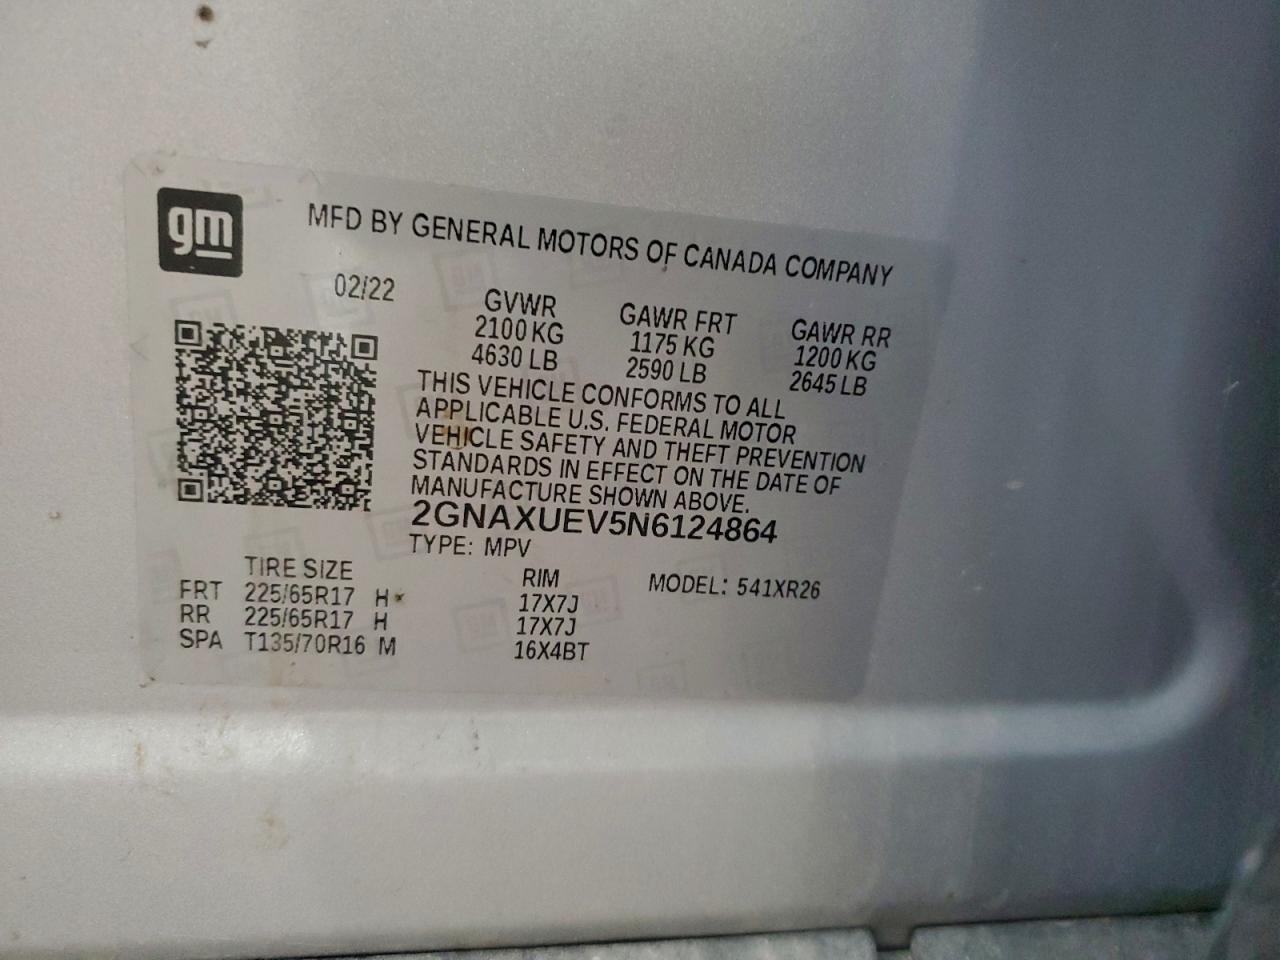 gm
MFD BY GENERAL MOTORS OF CANADA COMPANY
02/22
GVWR GAWR FRT GAWR RR
2100 KG 1175 KG 1200 KG
4630 LB 2590 LB 2645 LB
THIS VEHICLE CONFORMS TO ALL
APPLICABLE U.S. FEDERAL MOTOR
VEHICLE SAFETY AND THEFT PREVENTION
STANDARDS IN EFFECT ON THE DATE OF
MANUFACTURE SHOWN ABOVE.
2GNAXUEV5N6124864
TYPE: MPV
TIRE SIZE RIM MODEL: 541XR26
FRT 225/65R17 H 17X7J
RR 225/65R17 H 17X7J
SPA T135/70R16 M 16X4BT